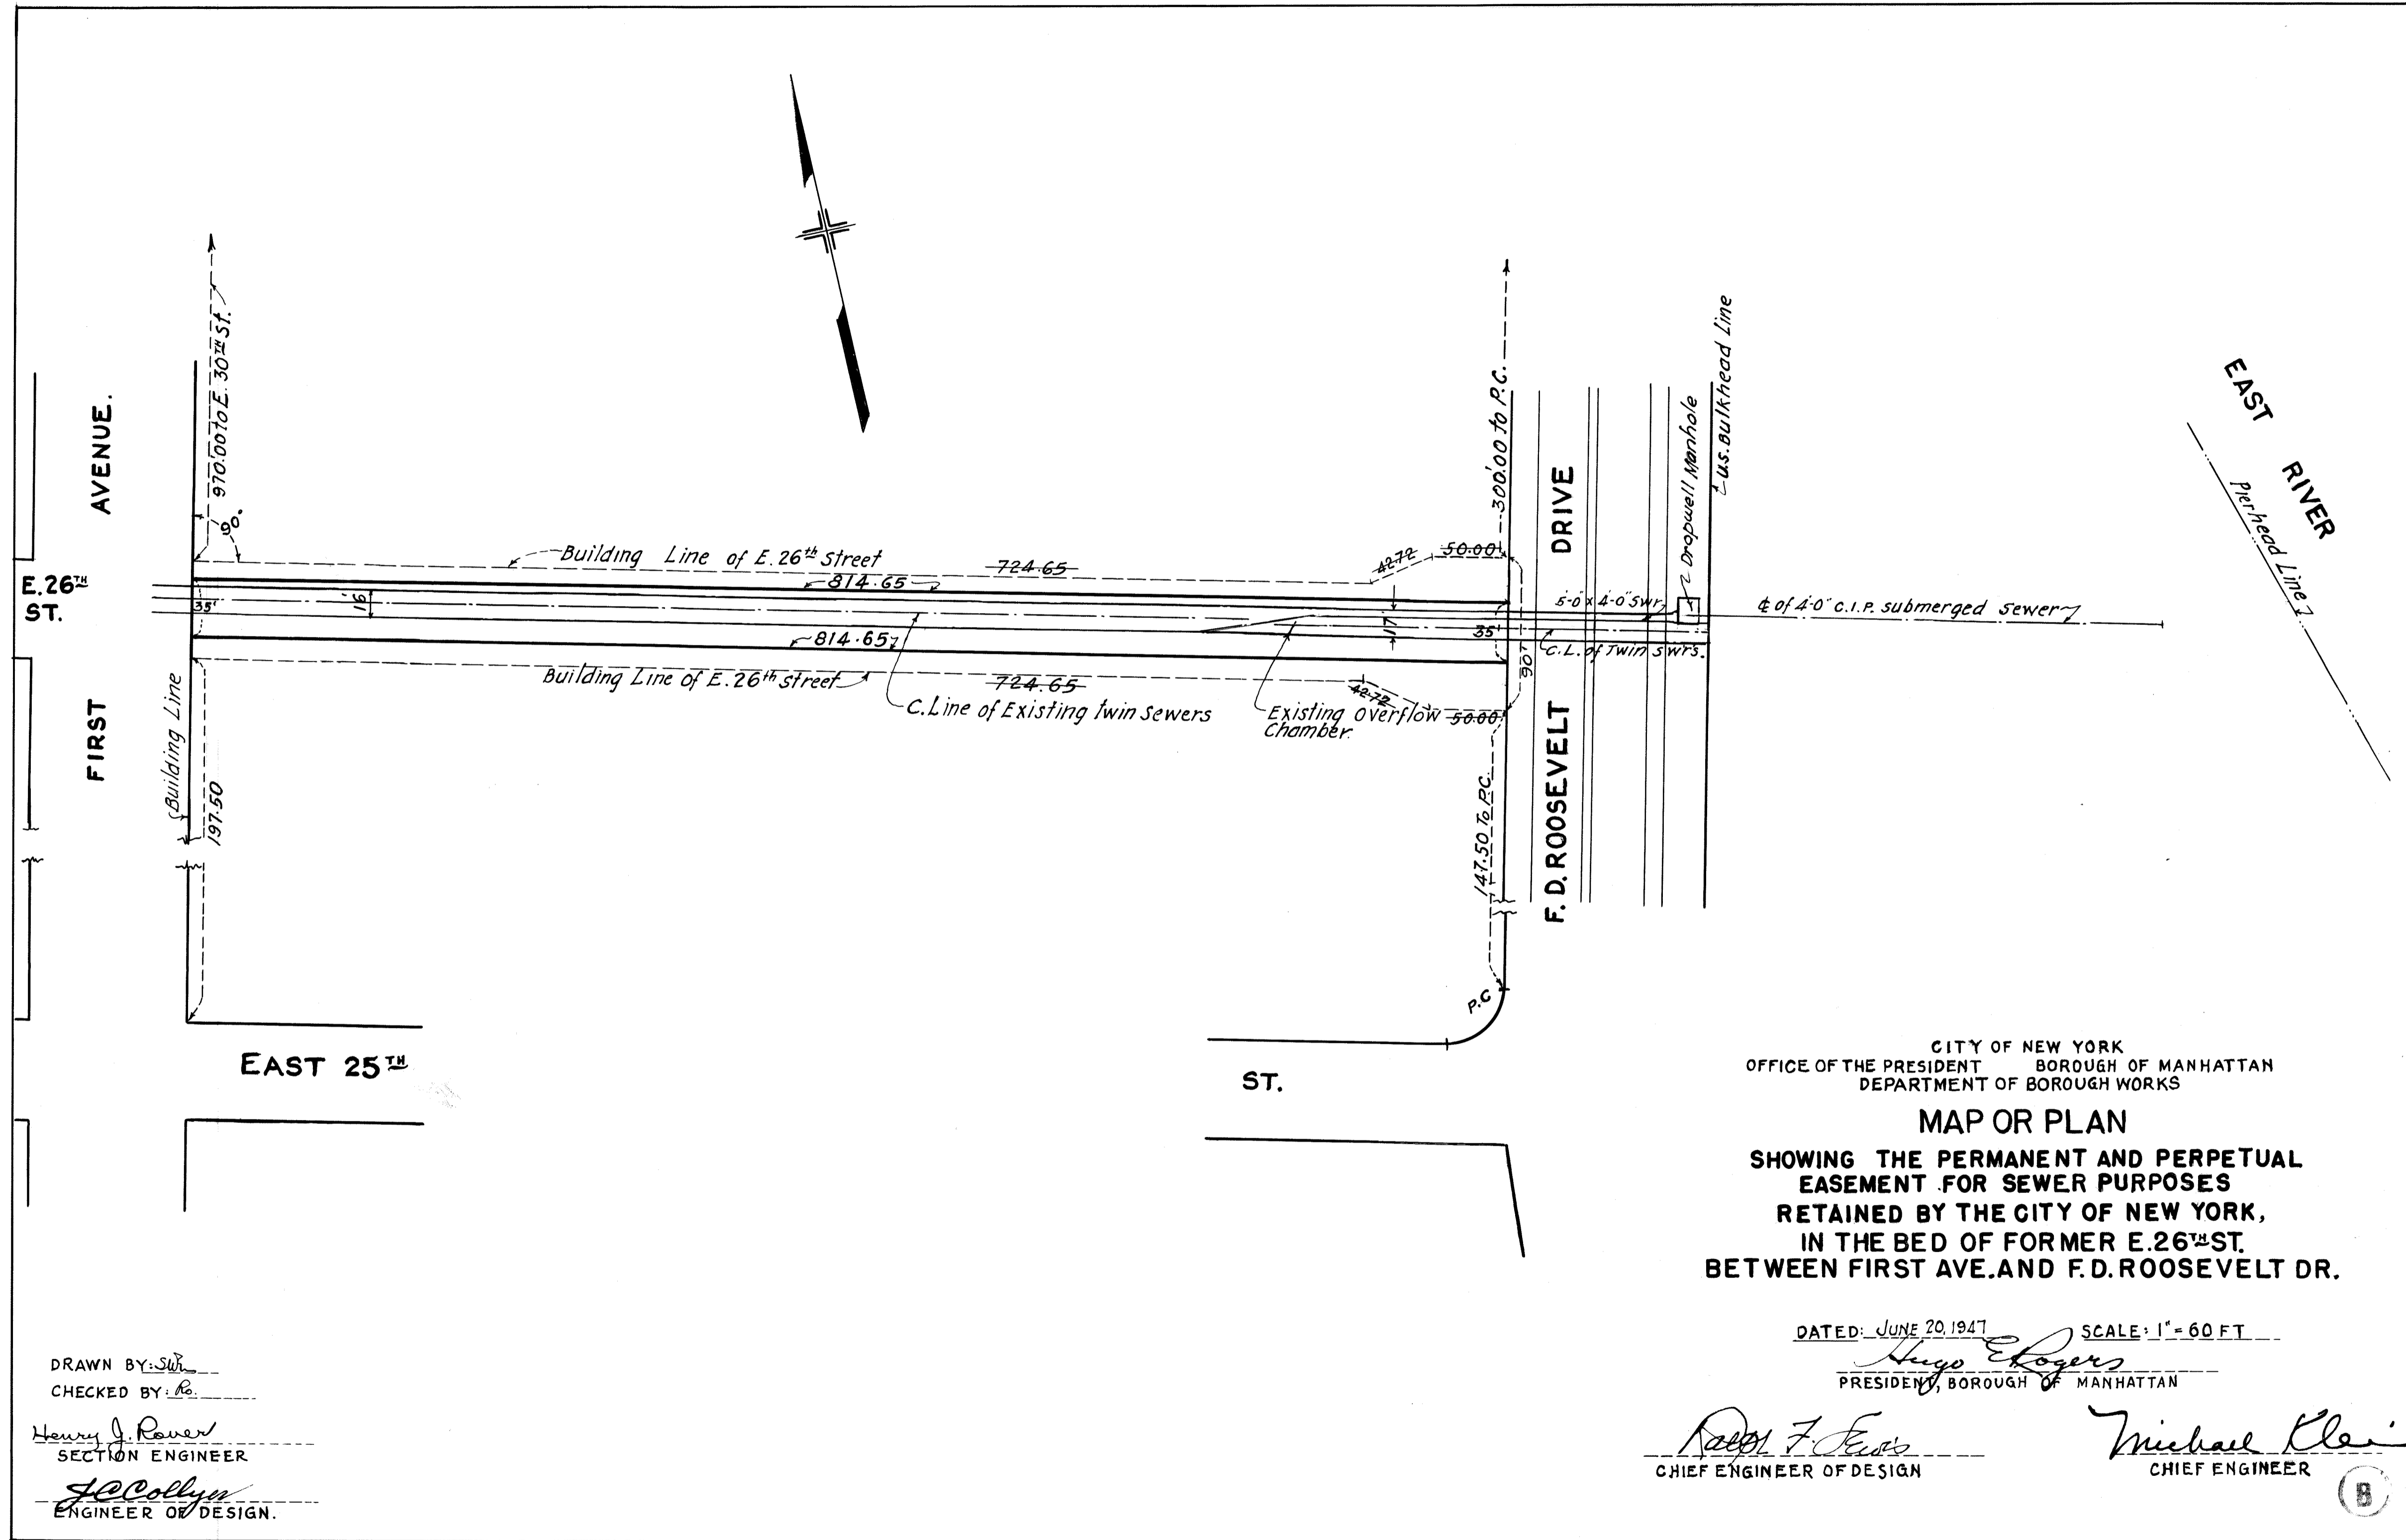 AVENUE.
FIRST
E. 26TH
ST.
970.00 to E. 30TH St.
90°
Building Line of E. 26th Street
724.65
42.72
50.00
814.65
35'
16'
814.65
Building Line of E. 26th Street
724.65
42.72
50.00
C. Line of Existing twin sewers
Existing overflow
Chamber.
17'
35'
90'
300.00 to P.C.
147.50 To P.C.
P.C
Building Line
197.50
F. D. ROOSEVELT DRIVE
5'-0" x 4'-0" Swr.
C.L. of Twin Swrs.
Dropwell Manhole
U.S. Bulkhead Line
℄ of 4'-0" C.I.P. submerged sewer
EAST RIVER
Pierhead Line
EAST 25TH
ST.
CITY OF NEW YORK
OFFICE OF THE PRESIDENT BOROUGH OF MANHATTAN
DEPARTMENT OF BOROUGH WORKS
MAP OR PLAN
SHOWING THE PERMANENT AND PERPETUAL
EASEMENT FOR SEWER PURPOSES
RETAINED BY THE CITY OF NEW YORK,
IN THE BED OF FORMER E. 26TH ST.
BETWEEN FIRST AVE. AND F. D. ROOSEVELT DR.
DATED: JUNE 20, 1947 SCALE: 1" = 60 FT
Hugo E Rogers
PRESIDENT, BOROUGH OF MANHATTAN
Ralph F. Lewis
CHIEF ENGINEER OF DESIGN
Michael Klein
CHIEF ENGINEER
B
DRAWN BY:
CHECKED BY: Ro.
Henry J. Rover
SECTION ENGINEER
J C Collyer
ENGINEER OF DESIGN.